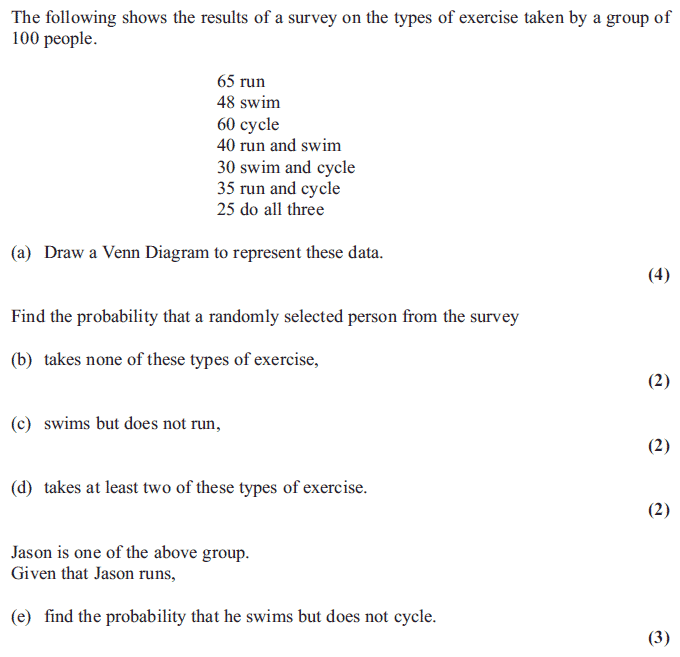 The following shows the results of a survey on the types of exercise taken by a group of
100 people.
65 run
48 swim
60 cycle
40 run and swim
30 swim and cycle
35 run and cycle
25 do all three
(a) Draw a Venn Diagram to represent these data.
(4)
Find the probability that a randomly selected person from the survey
(b) takes none of these types of exercise,
(2)
(c) swims but does not run,
(2)
(d) takes at least two of these types of exercise.
(2)
Jason is one of the above group.
Given that Jason runs,
(e) find the probability that he swims but does not cycle.
(3)